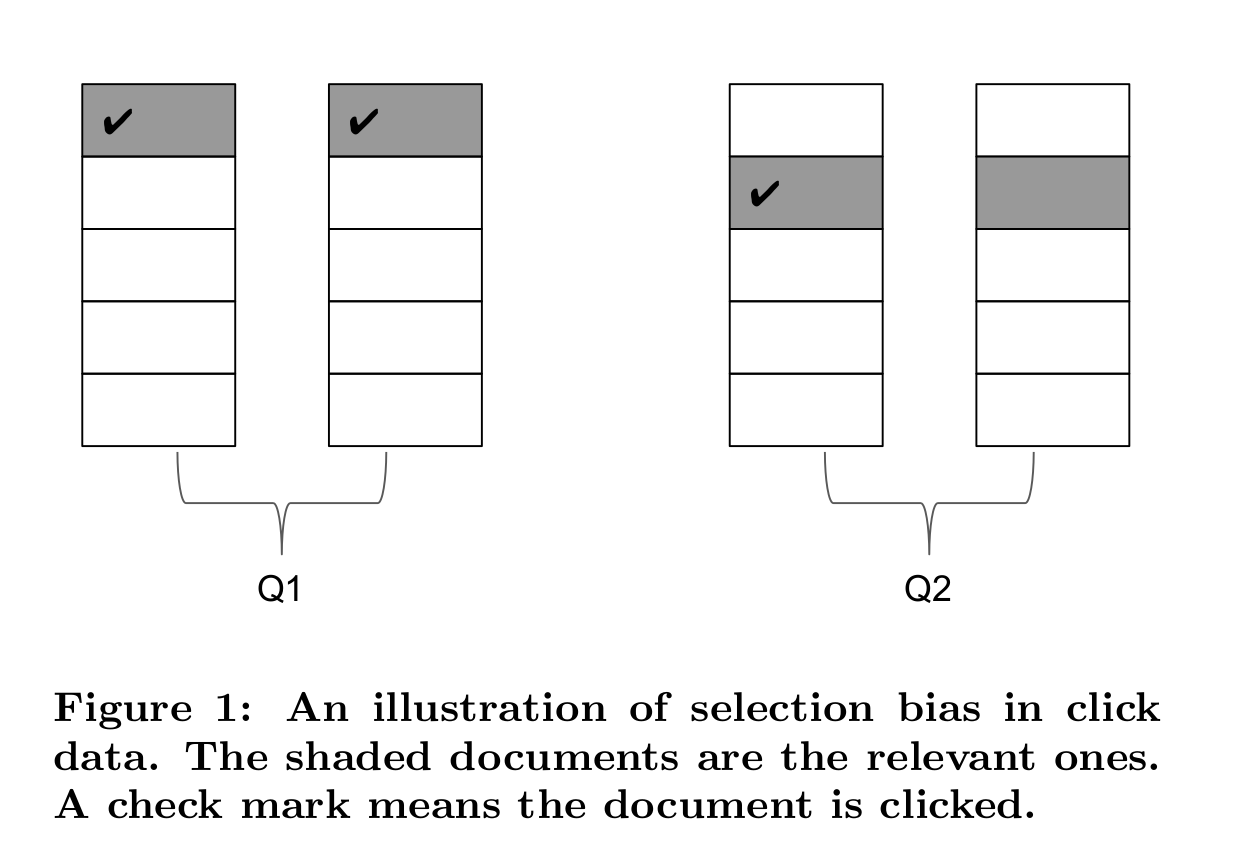 ✔ ✔ ✔
Q1 Q2
Figure 1: An illustration of selection bias in click
data. The shaded documents are the relevant ones.
A check mark means the document is clicked.